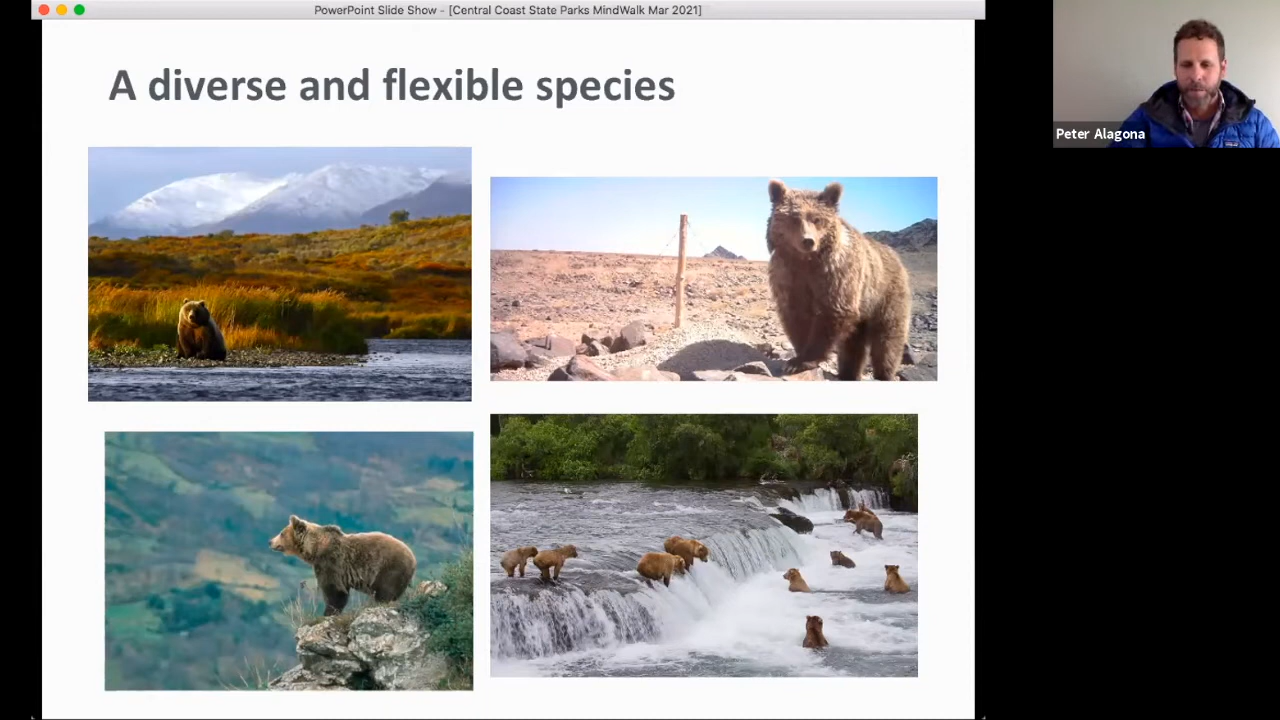 PowerPoint Slide Show - [Central Coast State Parks MindWalk Mar 2021]
A diverse and flexible species
Peter Alagona